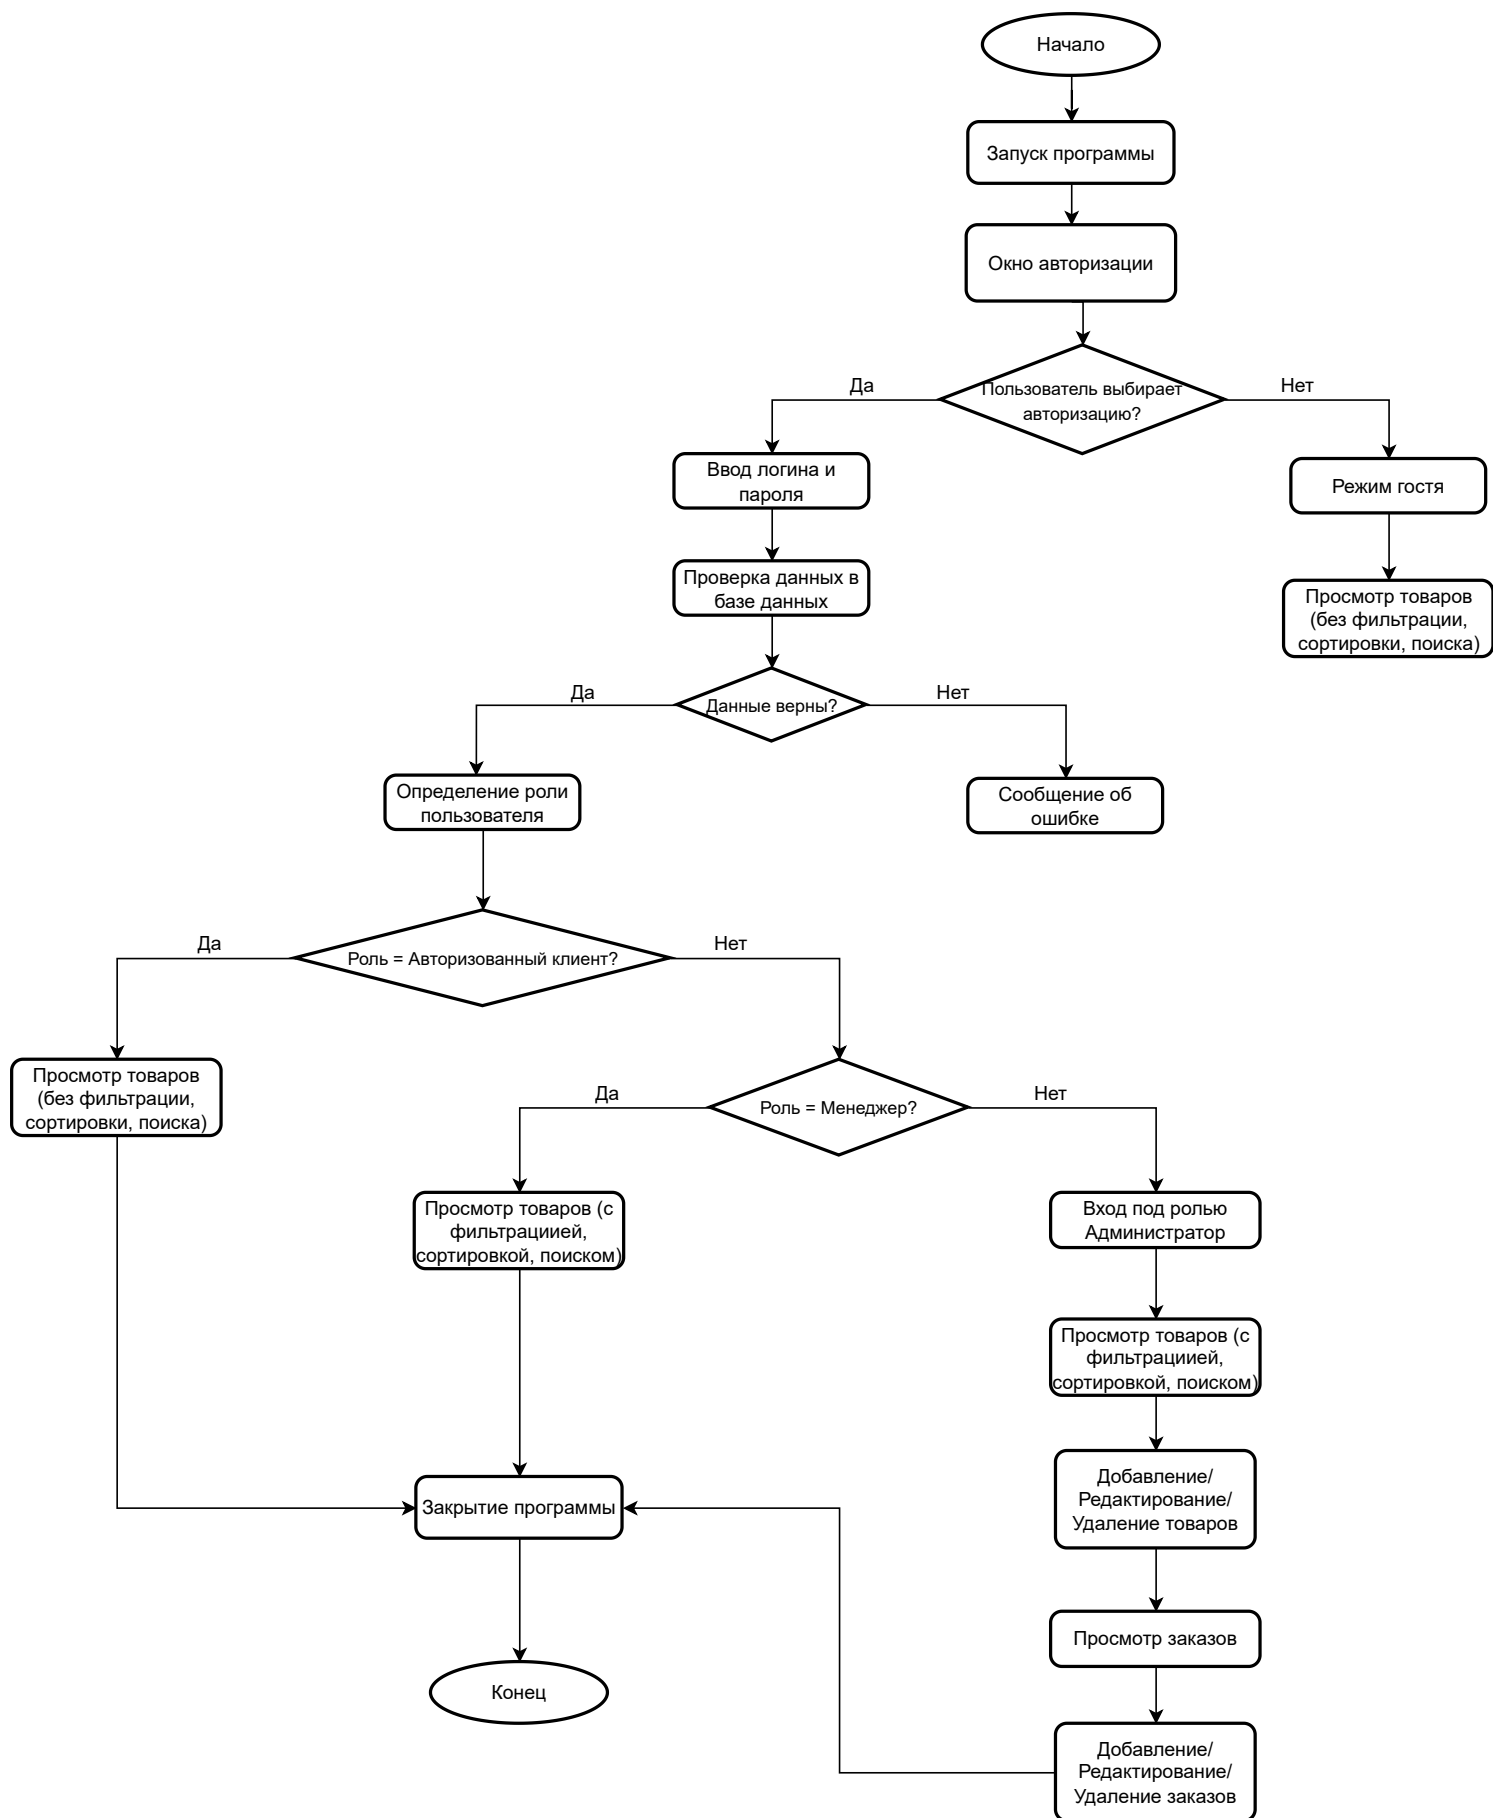 Начало
Запуск программы
Окно авторизации
Пользователь выбирает
авторизацию?
Да
Нет
Ввод логина и
пароля
Режим гостя
Проверка данных в
базе данных
Просмотр товаров
(без фильтрации,
сортировки, поиска)
Данные верны?
Да
Нет
Определение роли
пользователя
Сообщение об
ошибке
Роль = Авторизованный клиент?
Да
Нет
Просмотр товаров
(без фильтрации,
сортировки, поиска)
Роль = Менеджер?
Да
Нет
Просмотр товаров (с
фильтрациией,
сортировкой, поиском)
Вход под ролью
Администратор
Просмотр товаров (с
фильтрациией,
сортировкой, поиском)
Добавление/
Редактирование/
Удаление товаров
Закрытие программы
Просмотр заказов
Конец
Добавление/
Редактирование/
Удаление заказов